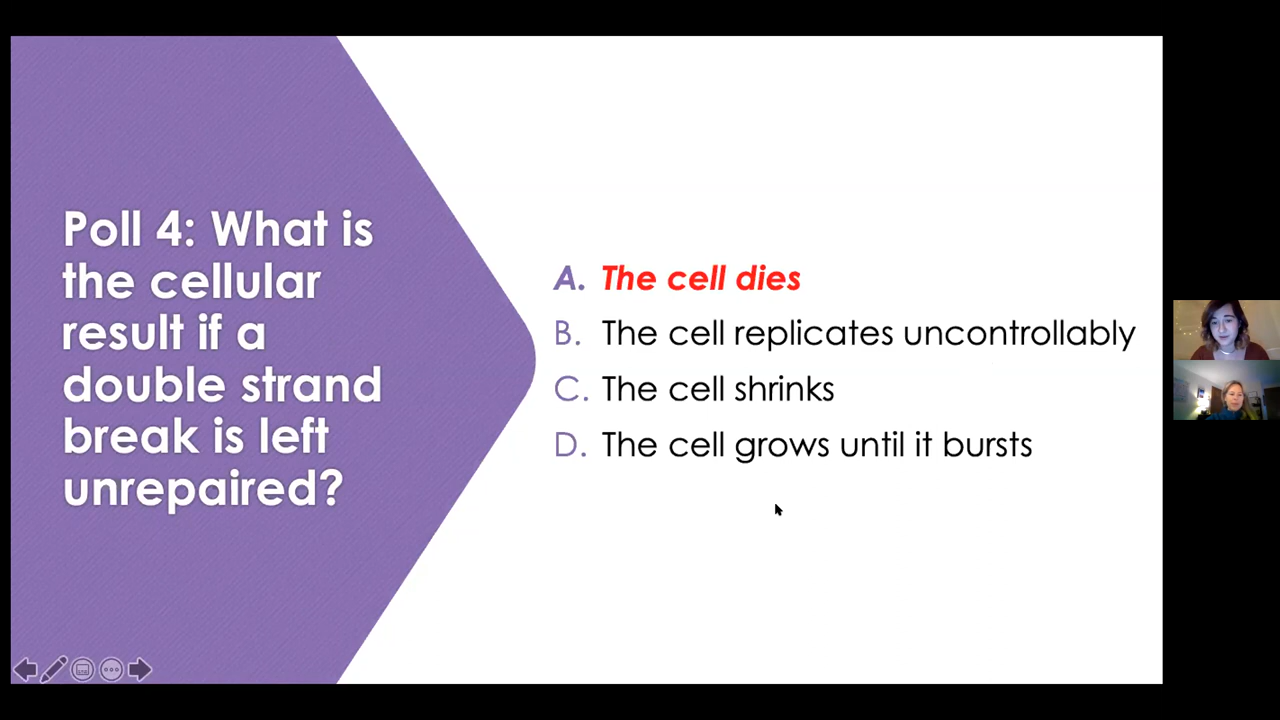 Poll 4: What is
the cellular
result if a
double strand
break is left
unrepaired?
A. The cell dies
B. The cell replicates uncontrollably
C. The cell shrinks
D. The cell grows until it bursts